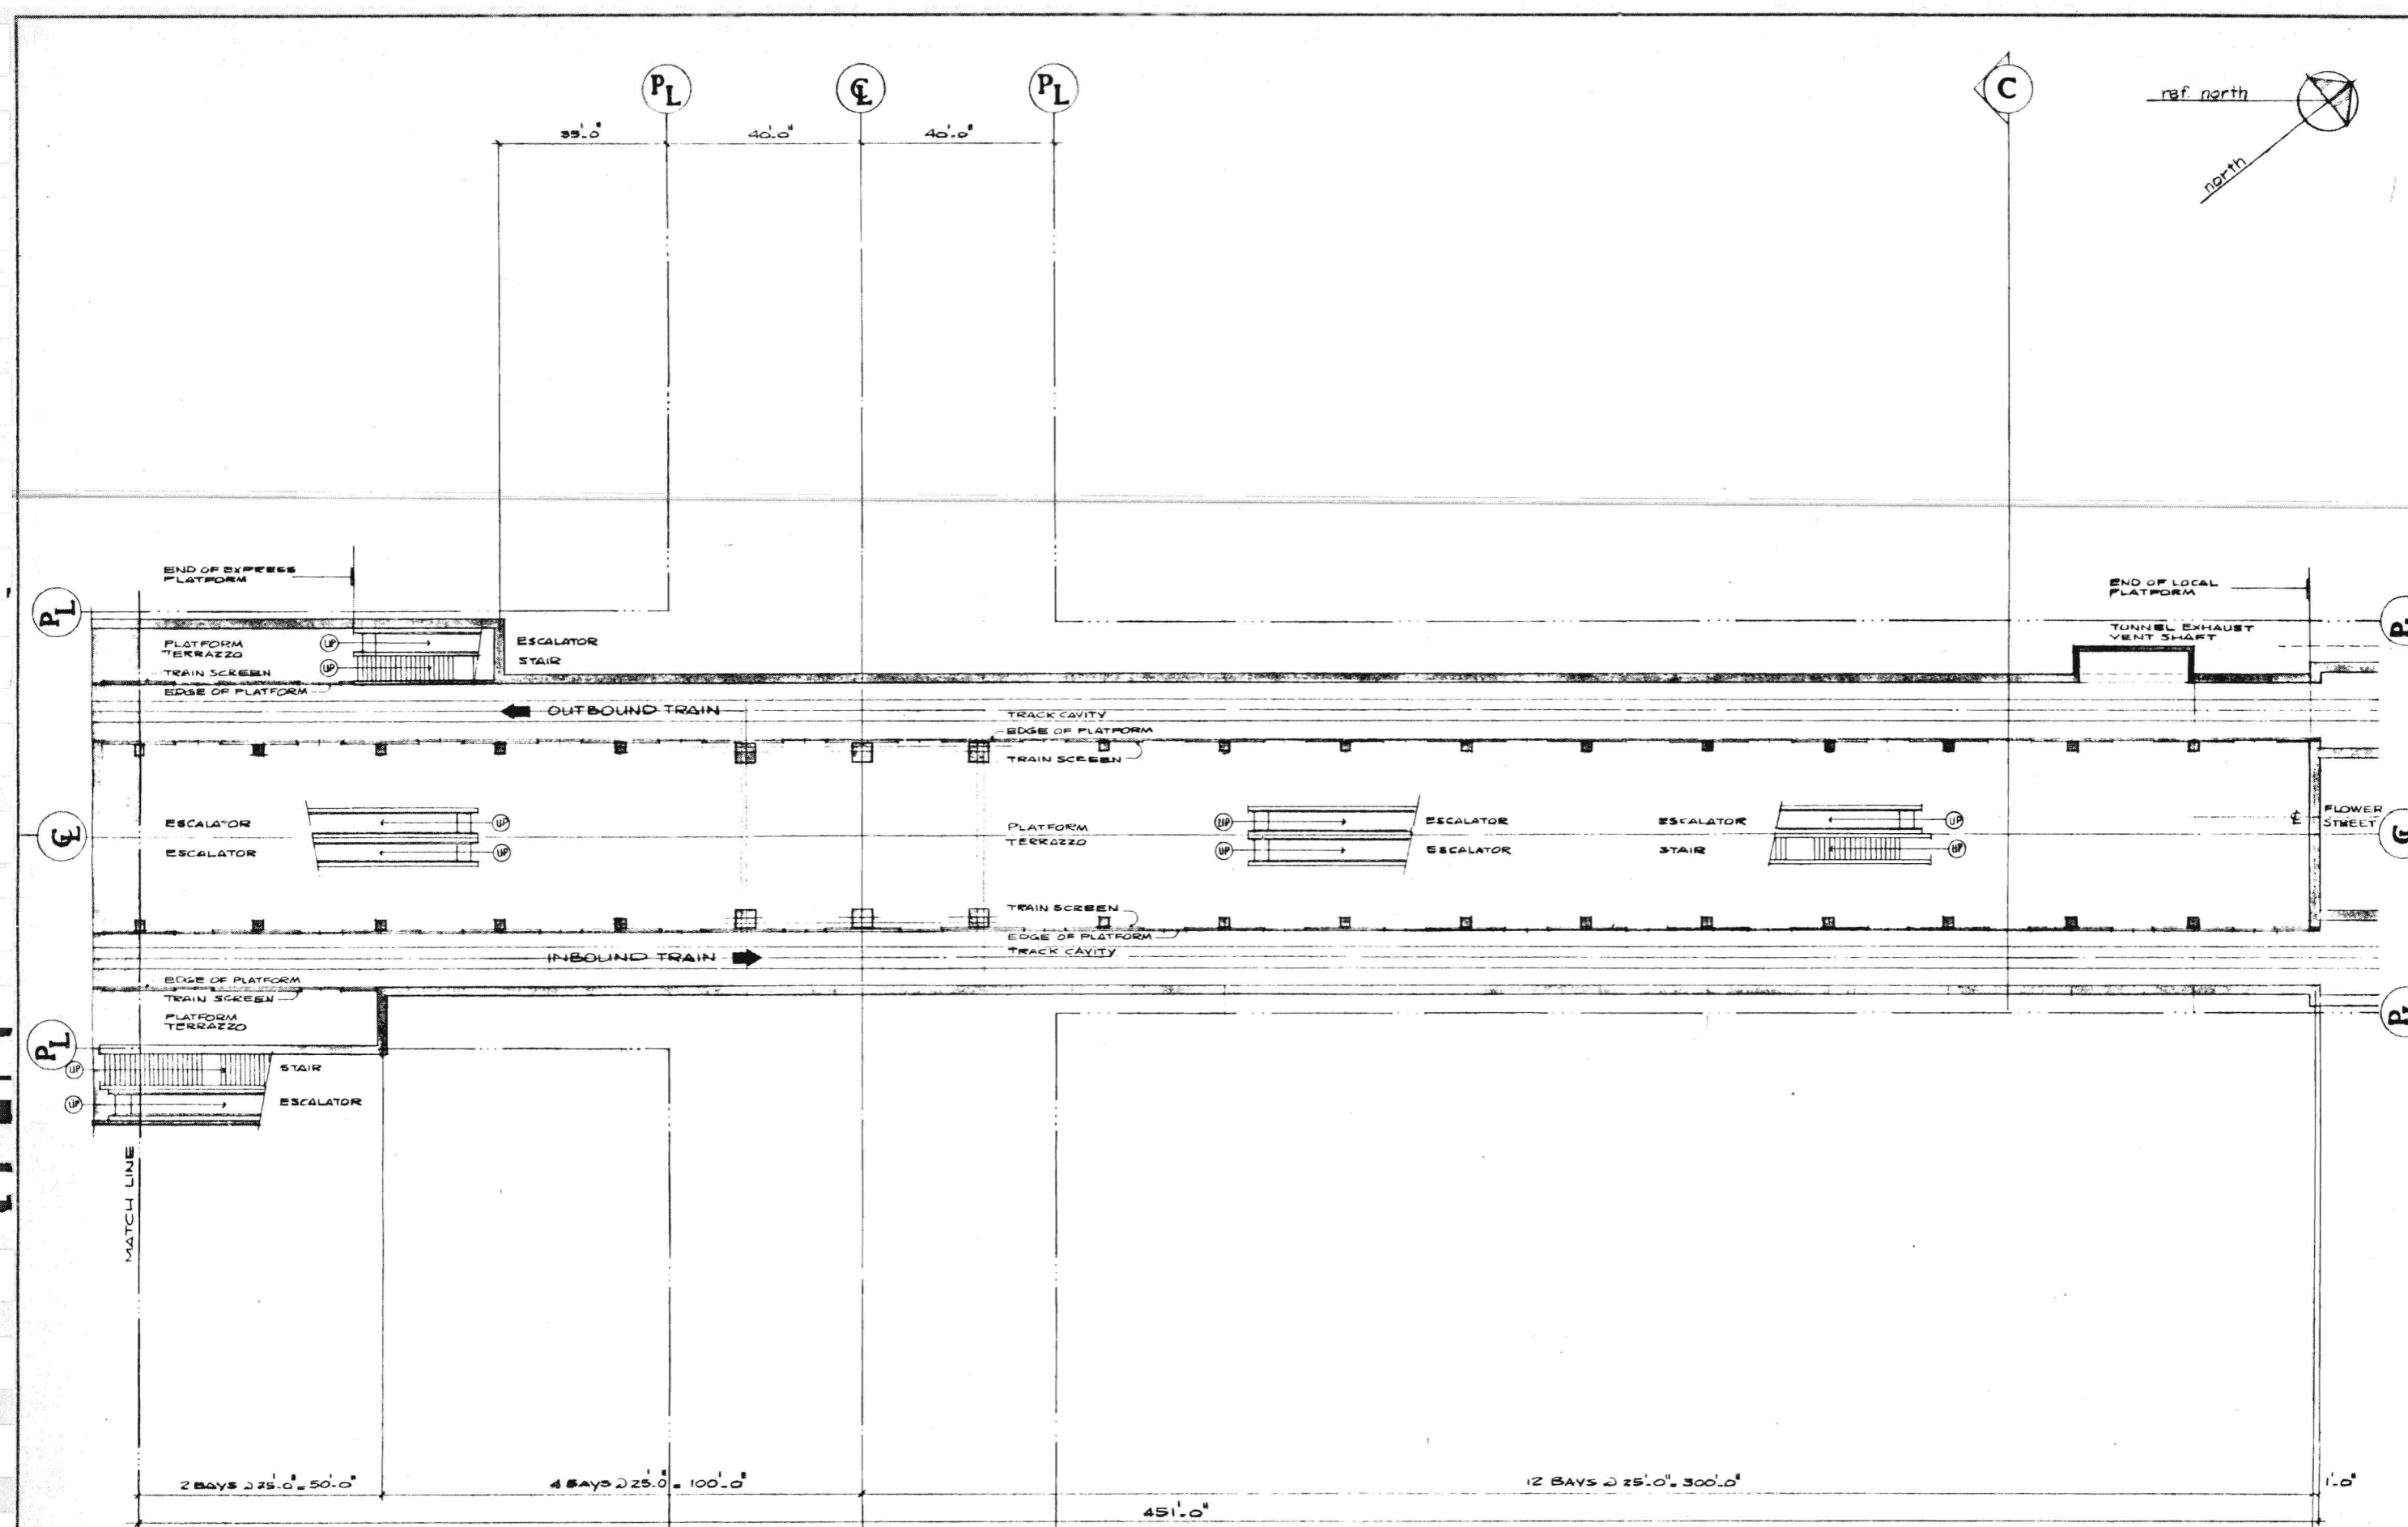 PL
CL
PL
C
ref. north
north
35'-0"
40'-0"
40'-0"
END OF EXPRESS
PLATFORM
END OF LOCAL
PLATFORM
PL
PLATFORM
TERRAZZO
UP
ESCALATOR
UP
STAIR
TRAIN SCREEN
EDGE OF PLATFORM
TUNNEL EXHAUST
VENT SHAFT
OUTBOUND TRAIN
TRACK CAVITY
EDGE OF PLATFORM
TRAIN SCREEN
CL
ESCALATOR
UP
ESCALATOR
UP
PLATFORM
TERRAZZO
UP
ESCALATOR
UP
ESCALATOR
ESCALATOR
UP
STAIR
UP
CL
FLOWER
STREET
TRAIN SCREEN
EDGE OF PLATFORM
TRACK CAVITY
INBOUND TRAIN
EDGE OF PLATFORM
TRAIN SCREEN
PLATFORM
TERRAZZO
PL
UP
STAIR
UP
ESCALATOR
MATCH LINE
2 BAYS @ 25'-0" = 50'-0"
4 BAYS @ 25'-0" = 100'-0"
12 BAYS @ 25'-0" = 300'-0"
1'-0"
451'-0"